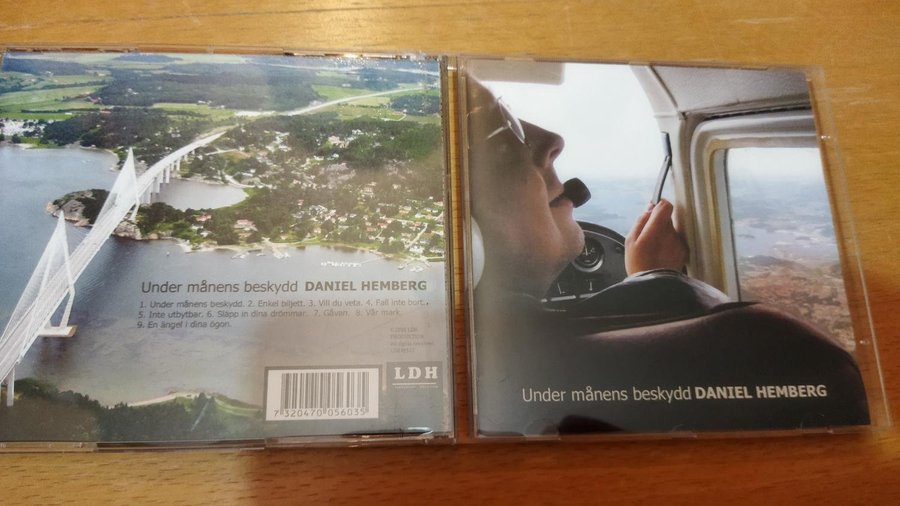 Under månens beskydd DANIEL HEMBERG
1. Under månens beskydd. 2. Enkel biljett. 3. Vill du veta. 4. Fall inte bort.
5. Inte utbytbar. 6. Släpp in dina drömmar. 7. Gåvan. 8. Vår mark.
9. En ängel i dina ögon.
PRODUKTION
LDH
7 320470 056035
Under månens beskydd DANIEL HEMBERG